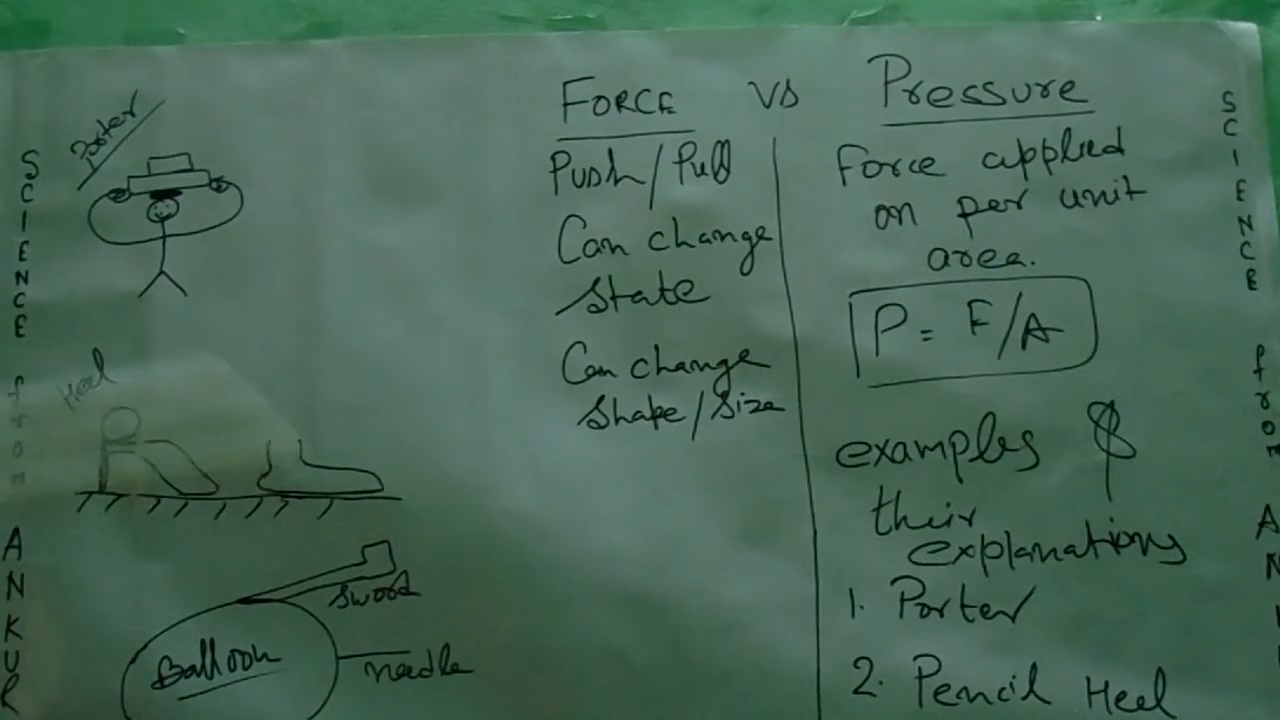 SCIENCE from ANKUR
Porter
Heel
Sword
Balloon
needle
FORCE vs Pressure
Push/Pull
Can change
State
Can change
Shape/Size
Force applied
on per unit
area.
P = F/A
examples &
their
explanations
1. Porter
2. Pencil Heel
SCIENCE from AN